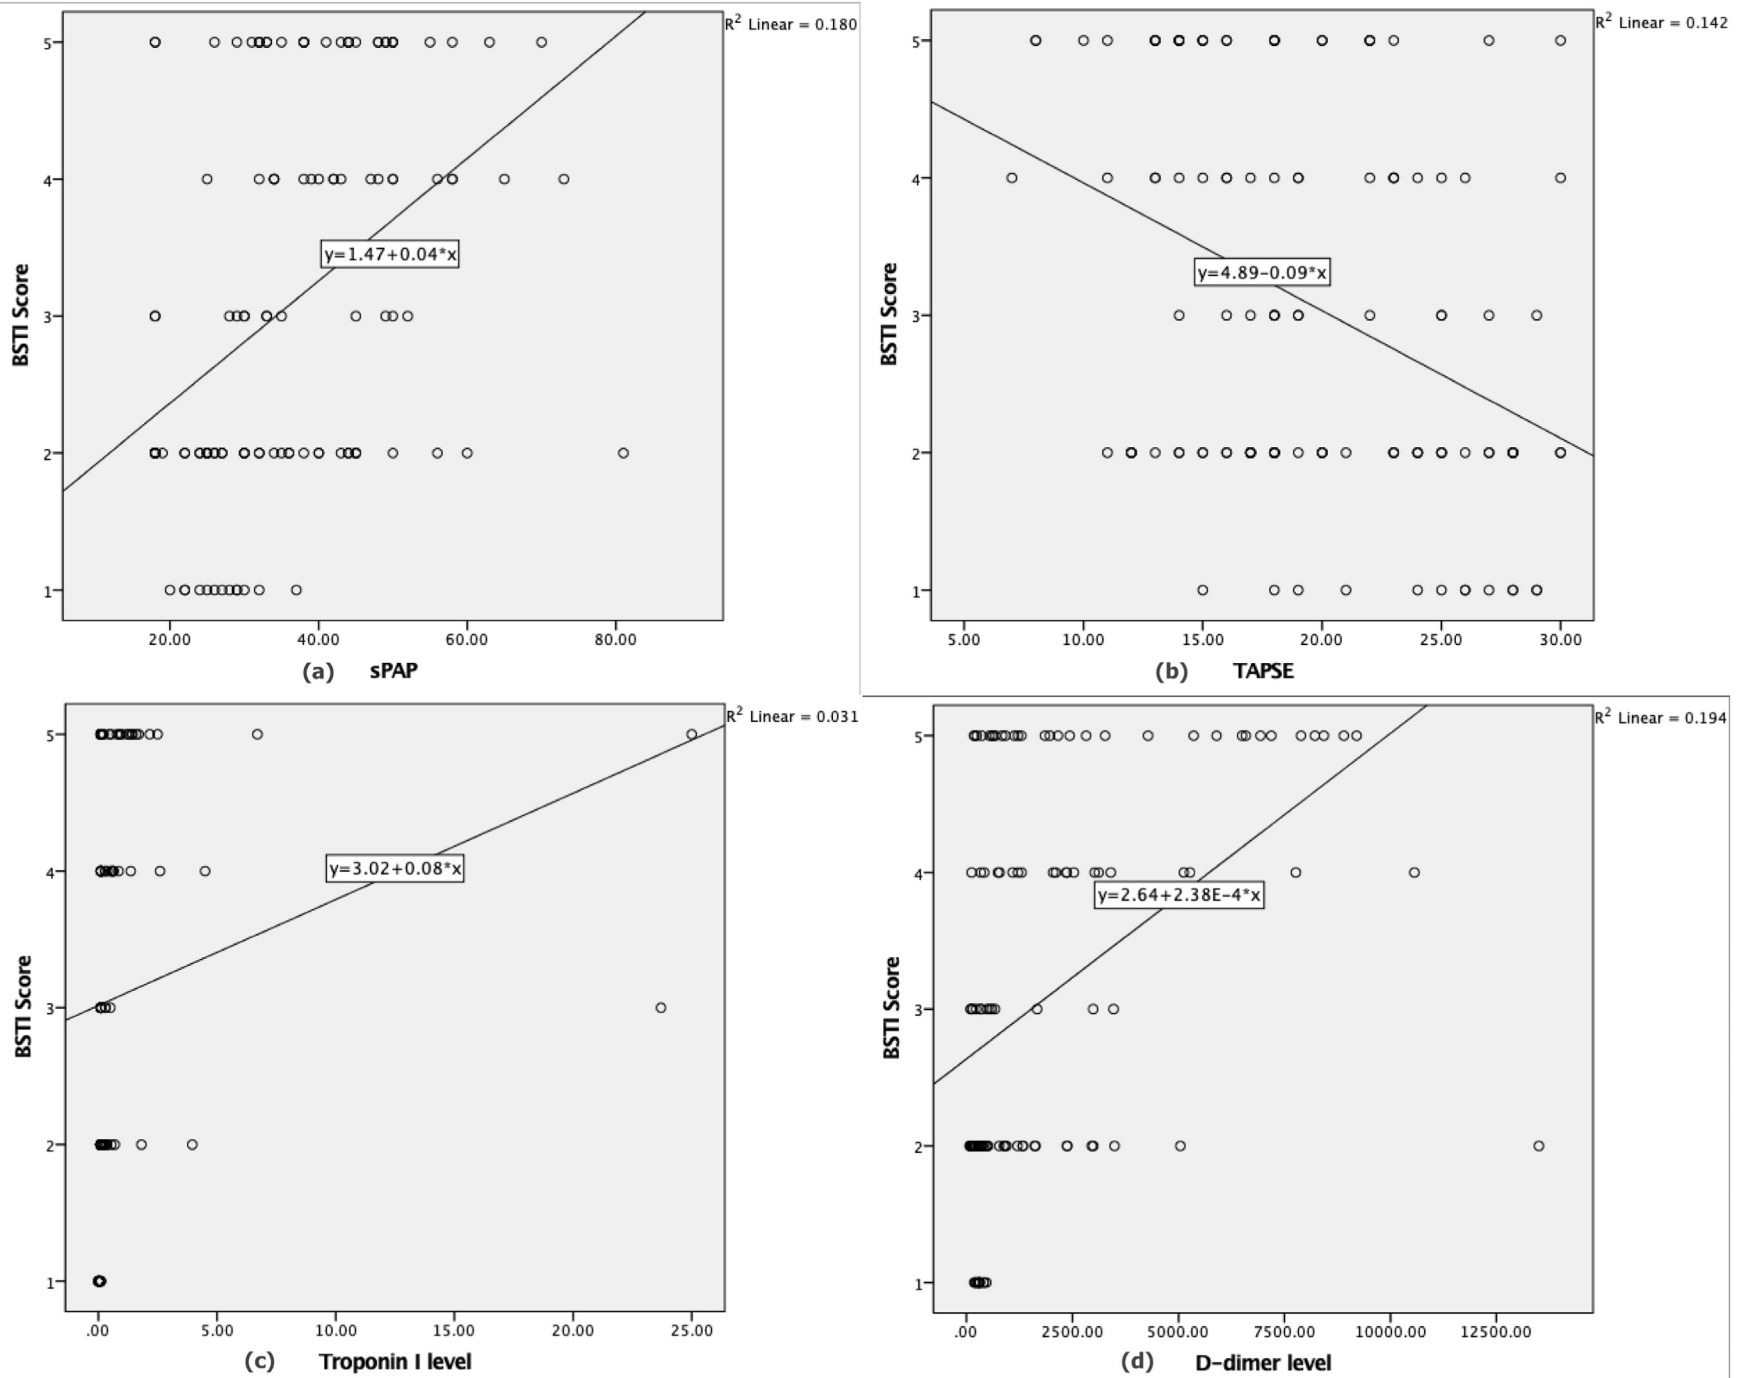 R² Linear = 0.180
5
4
3
2
1
BSTI Score
y=1.47+0.04*x
20.00 40.00 60.00 80.00
(a) sPAP
R² Linear = 0.142
5
4
3
2
1
BSTI Score
y=4.89-0.09*x
5.00 10.00 15.00 20.00 25.00 30.00
(b) TAPSE
R² Linear = 0.031
5
4
3
2
1
BSTI Score
y=3.02+0.08*x
.00 5.00 10.00 15.00 20.00 25.00
(c) Troponin I level
R² Linear = 0.194
5
4
3
2
1
BSTI Score
y=2.64+2.38E-4*x
.00 2500.00 5000.00 7500.00 10000.00 12500.00
(d) D-dimer level